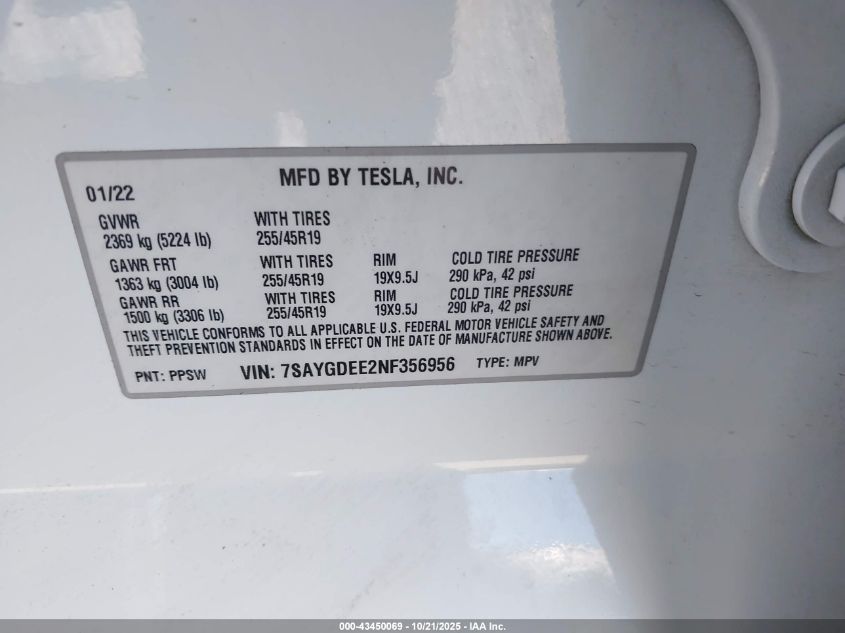 MFD BY TESLA, INC.
01/22
GVWR WITH TIRES
2369 kg (5224 lb) 255/45R19
GAWR FRT WITH TIRES RIM COLD TIRE PRESSURE
1363 kg (3004 lb) 255/45R19 19X9.5J 290 kPa, 42 psi
GAWR RR WITH TIRES RIM COLD TIRE PRESSURE
1500 kg (3306 lb) 255/45R19 19X9.5J 290 kPa, 42 psi
THIS VEHICLE CONFORMS TO ALL APPLICABLE U.S. FEDERAL MOTOR VEHICLE SAFETY AND
THEFT PREVENTION STANDARDS IN EFFECT ON THE DATE OF MANUFACTURE SHOWN ABOVE.
PNT: PPSW VIN: 7SAYGDEE2NF356956 TYPE: MPV
000-43450069 - 10/21/2025 - IAA Inc.